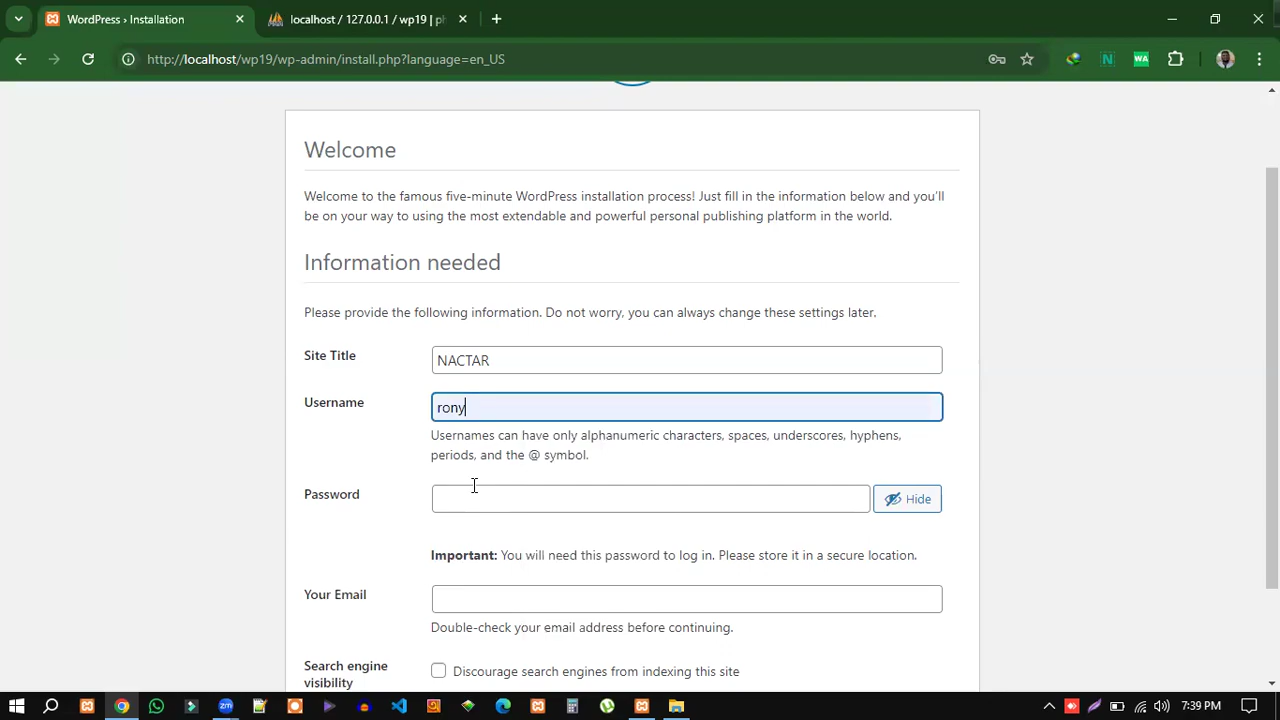 WordPress › Installation
localhost / 127.0.0.1 / wp19 | ph
http://localhost/wp19/wp-admin/install.php?language=en_US
Welcome
Welcome to the famous five-minute WordPress installation process! Just fill in the information below and you'll
be on your way to using the most extendable and powerful personal publishing platform in the world.
Information needed
Please provide the following information. Do not worry, you can always change these settings later.
Site Title
NACTAR
Username
rony
Usernames can have only alphanumeric characters, spaces, underscores, hyphens,
periods, and the @ symbol.
Password
Hide
Important: You will need this password to log in. Please store it in a secure location.
Your Email
Double-check your email address before continuing.
Search engine
visibility
Discourage search engines from indexing this site
7:39 PM